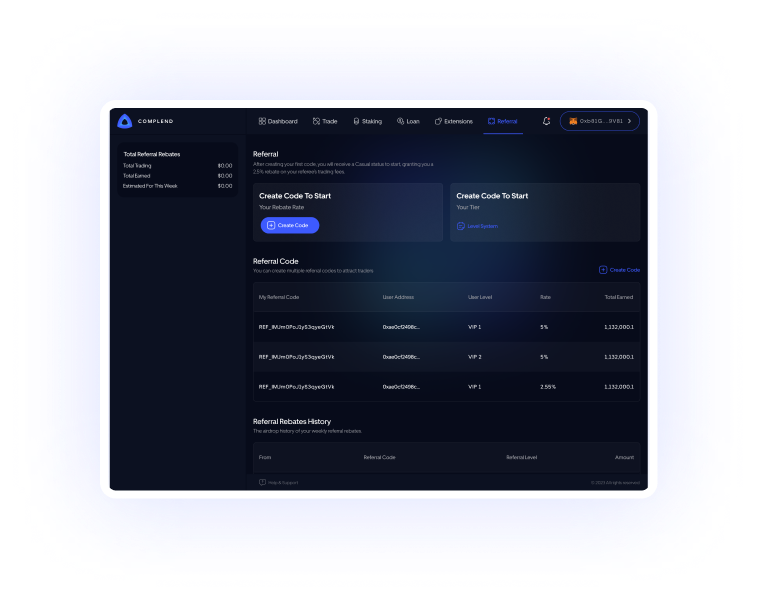 COMPLEND
Dashboard Trade Staking Loan Extensions Referral 0xb81G...9V81
Total Referral Rebates
Total Trading $0.00
Total Earned $0.00
Estimated For This Week $0.00
Referral
After creating your first code, you will receive a Casual status to start, granting you a
2.5% rebate on your referee's trading fees.
Create Code To Start
Your Rebate Rate
Create Code
Create Code To Start
Your Tier
Level System
Referral Code
You can create multiple referral codes to attract traders
Create Code
My Referral Code User Address User Level Rate Total Earned
REF_IMJm0PoJ1yS3qyeGtVk 0xae0cf2498c... VIP 1 5% 1,132,000.1
REF_IMJm0PoJ1yS3qyeGtVk 0xae0cf2498c... VIP 2 5% 1,132,000.1
REF_IMJm0PoJ1yS3qyeGtVk 0xae0cf2498c... VIP 1 2.55% 1,132,000.1
Referral Rebates History
The airdrop history of your weekly referral rebates.
From Referral Code Referral Level Amount
Help & Support © 2023 All rights reserved